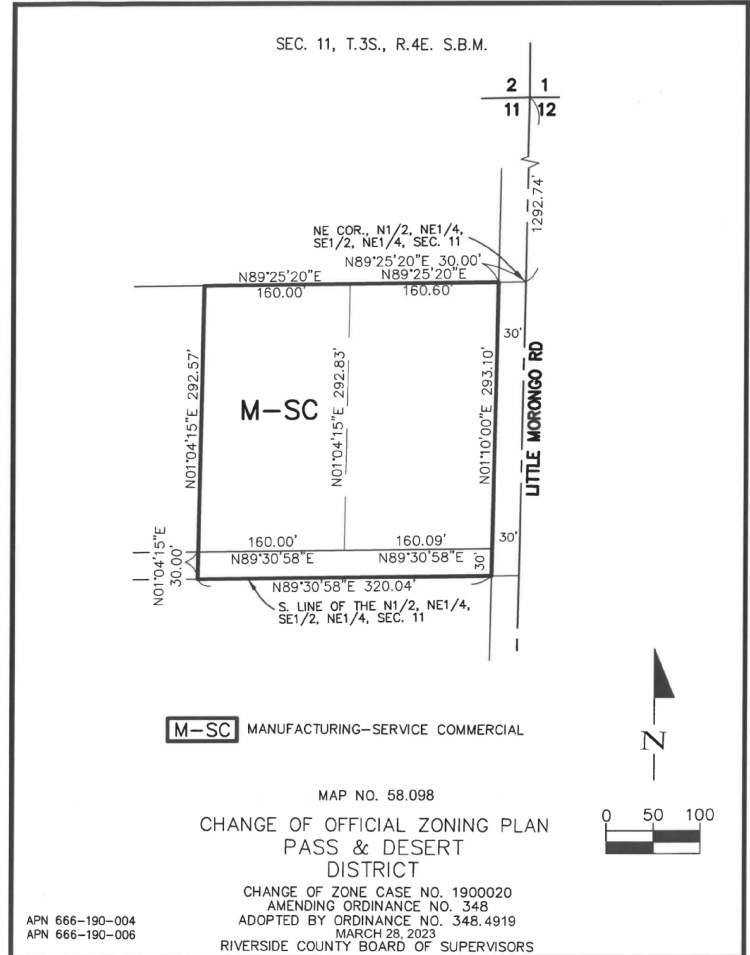 SEC. 11, T.3S., R.4E. S.B.M.
2 1
11 12
1292.74'
NE COR., N1/2, NE1/4,
SE1/2, NE1/4, SEC. 11
N89°25'20"E 30.00'
N89°25'20"E
N89°25'20"E
160.00'
160.60'
30'
N01°04'15"E 292.57'
M-SC
N01°04'15"E 292.83'
N01°10'00"E 293.10'
LITTLE MORONGO RD
160.00'
160.09'
30'
N89°30'58"E
N89°30'58"E
30'
N01°04'15"E
30.00'
N89°30'58"E 320.04'
S. LINE OF THE N1/2, NE1/4,
SE1/2, NE1/4, SEC. 11
M-SC MANUFACTURING-SERVICE COMMERCIAL
N
MAP NO. 58.098
0 50 100
CHANGE OF OFFICIAL ZONING PLAN
PASS & DESERT
DISTRICT
CHANGE OF ZONE CASE NO. 1900020
AMENDING ORDINANCE NO. 348
ADOPTED BY ORDINANCE NO. 348.4919
MARCH 28, 2023
RIVERSIDE COUNTY BOARD OF SUPERVISORS
APN 666-190-004
APN 666-190-006